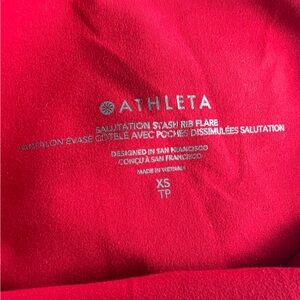 ATHLETA
SALUTATION STASH RIB FLARE
PANTALON ÉVASÉ CÔTELÉ AVEC POCHES DISSIMULÉES SALUTATION
DESIGNED IN SAN FRANCISCO
CONÇU À SAN FRANCISCO
MADE IN VIETNAM
XS
TP